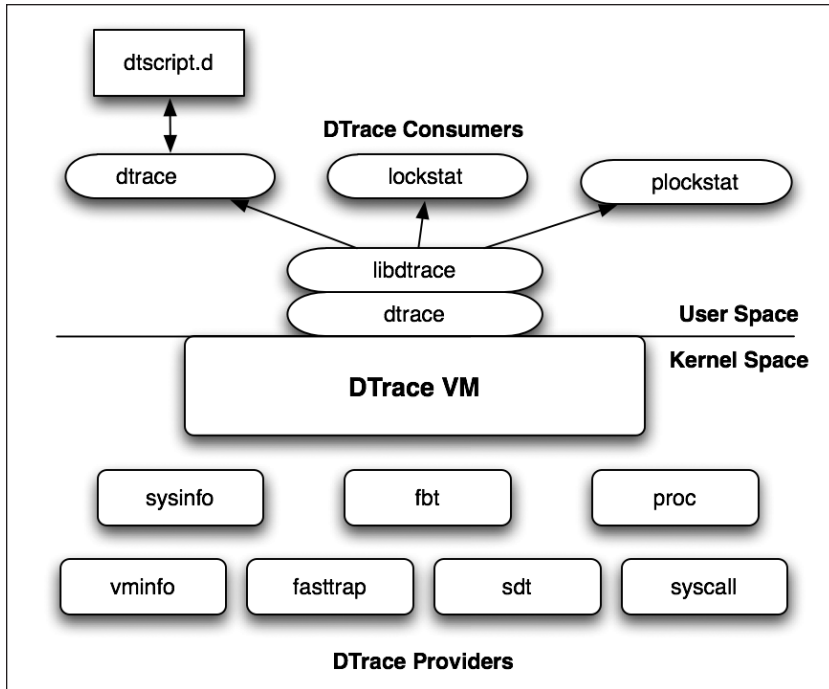 dtscript.d
DTrace Consumers
dtrace
lockstat
plockstat
libdtrace
dtrace
User Space
Kernel Space
DTrace VM
sysinfo
fbt
proc
vminfo
fasttrap
sdt
syscall
DTrace Providers